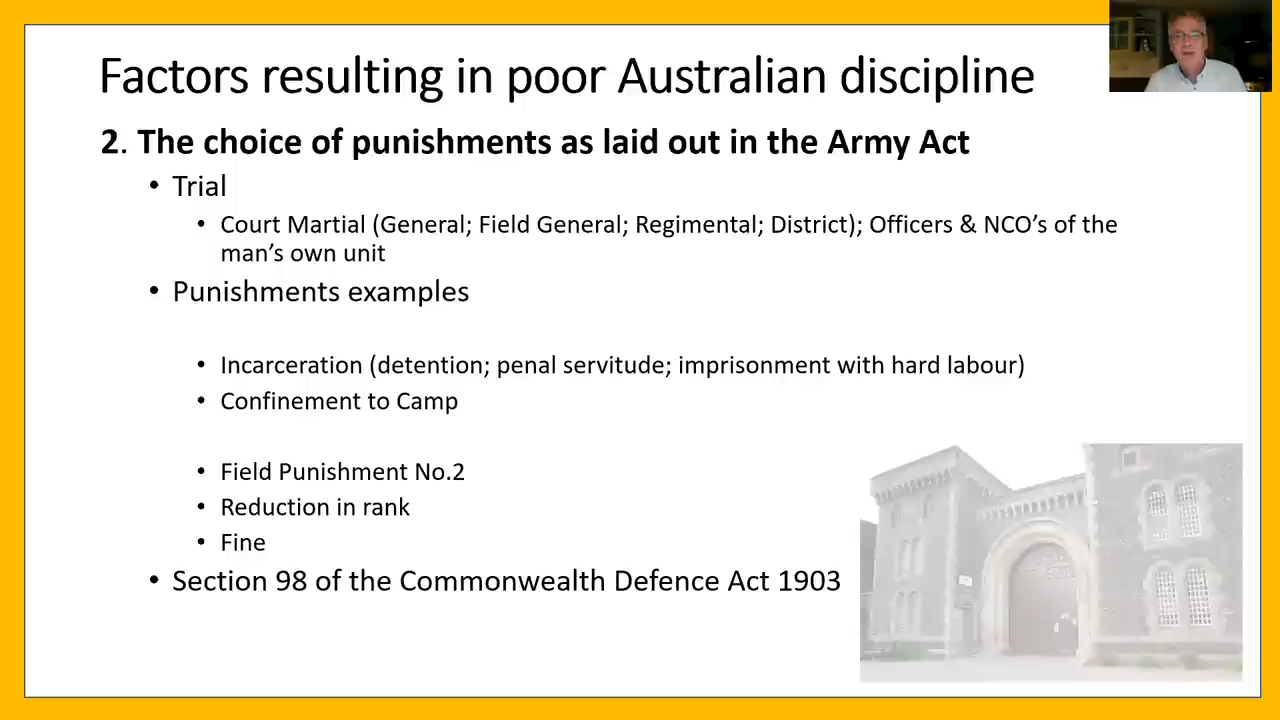 Factors resulting in poor Australian discipline
2. The choice of punishments as laid out in the Army Act
• Trial
• Court Martial (General; Field General; Regimental; District); Officers & NCO’s of the
man’s own unit
• Punishments examples
• Incarceration (detention; penal servitude; imprisonment with hard labour)
• Confinement to Camp
• Field Punishment No.2
• Reduction in rank
• Fine
• Section 98 of the Commonwealth Defence Act 1903